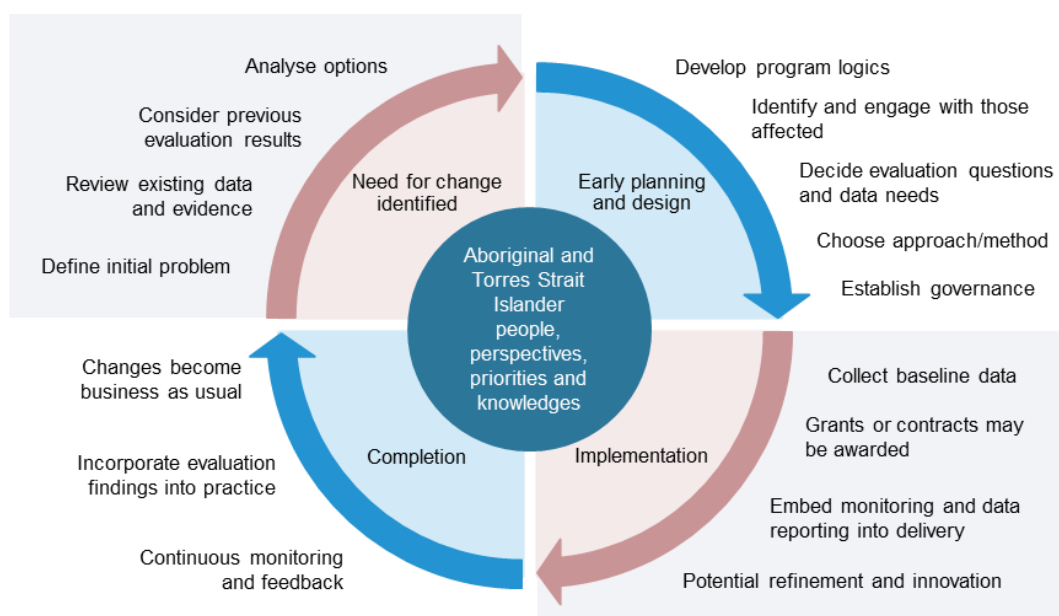 Analyse options
Consider previous
evaluation results
Review existing data
and evidence
Define initial problem
Need for change
identified
Develop program logics
Identify and engage with those
affected
Decide evaluation questions
and data needs
Choose approach/method
Establish governance
Early planning
and design
Aboriginal and
Torres Strait
Islander
people,
perspectives,
priorities and
knowledges
Collect baseline data
Grants or contracts may
be awarded
Embed monitoring and data
reporting into delivery
Potential refinement and innovation
Implementation
Changes become
business as usual
Incorporate evaluation
findings into practice
Continuous monitoring
and feedback
Completion